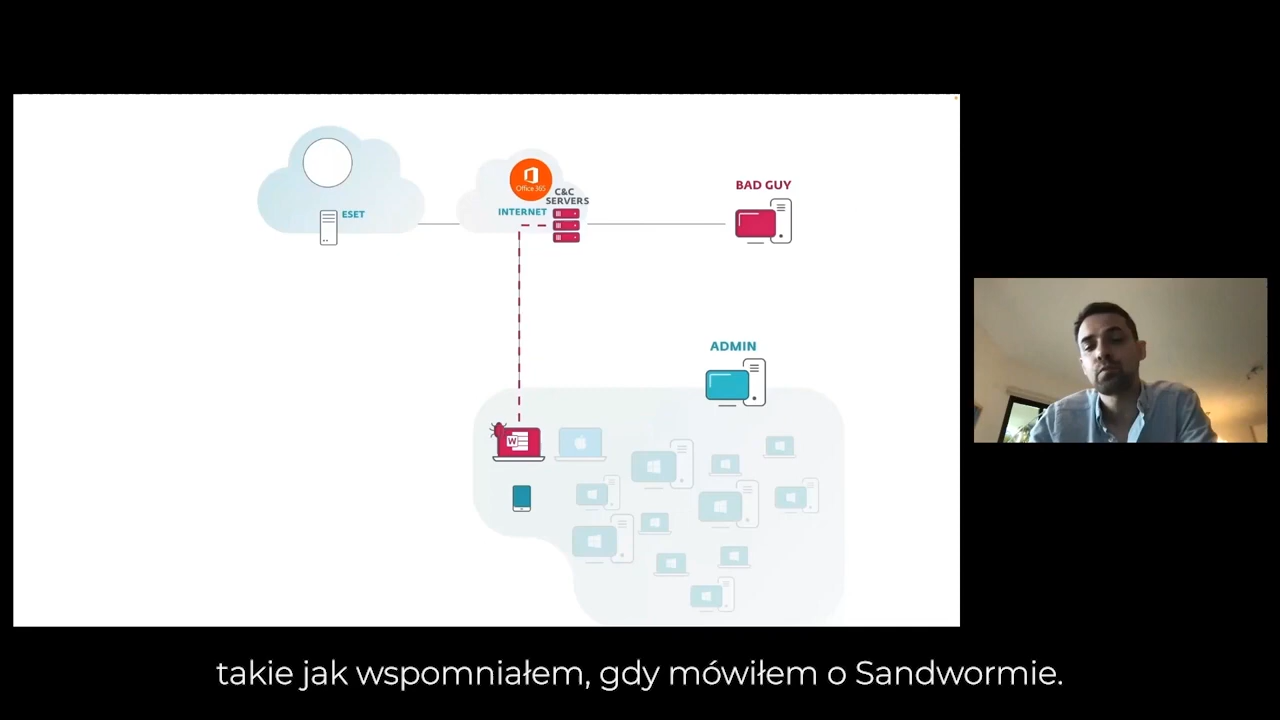 Office 365
C&C
SERVERS
INTERNET
ESET
BAD GUY
ADMIN
W
takie jak wspomniałem, gdy mówiłem o Sandwormie.